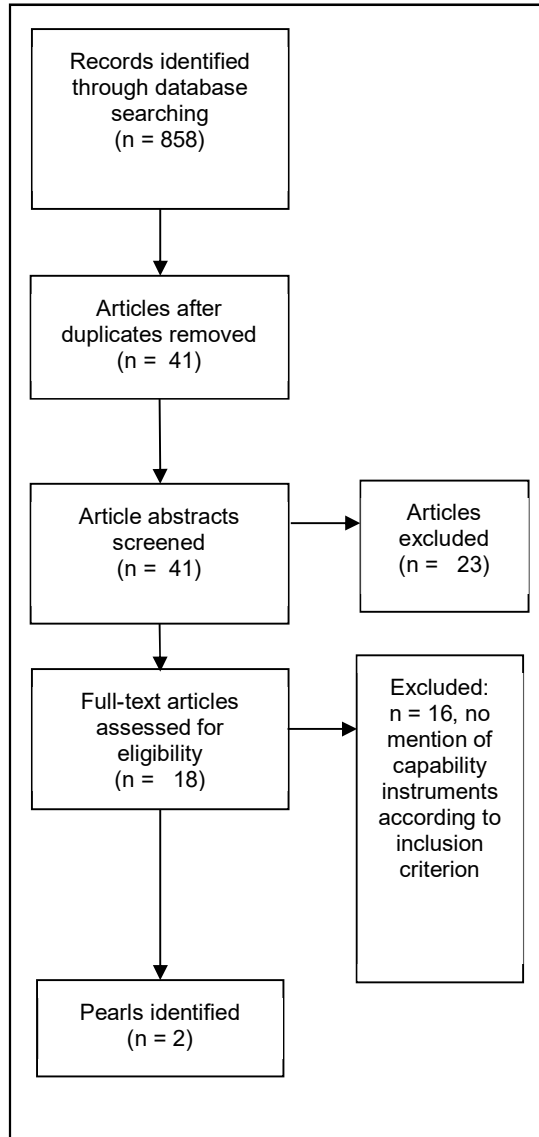 Records identified
through database
searching
(n = 858)
Articles after
duplicates removed
(n = 41)
Article abstracts
screened
(n = 41)
Articles
excluded
(n = 23)
Full-text articles
assessed for
eligibility
(n = 18)
Excluded:
n = 16, no
mention of
capability
instruments
according to
inclusion
criterion
Pearls identified
(n = 2)